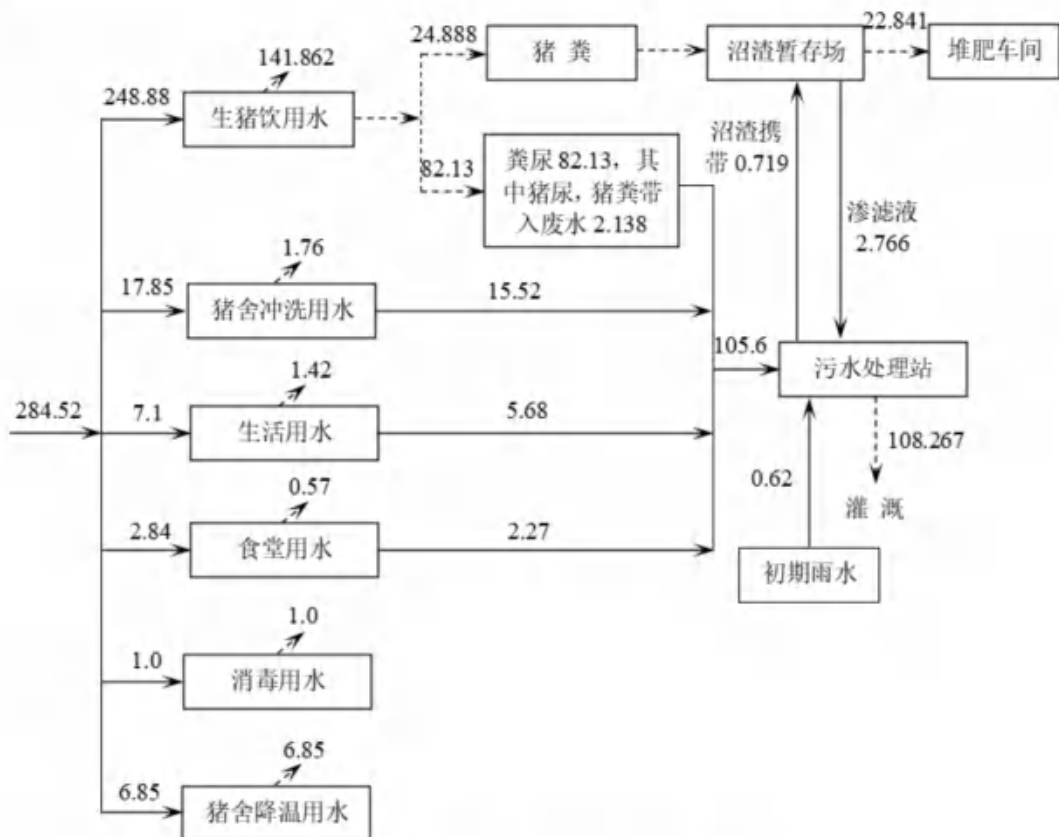 22.841
24.888
猪 粪
沼渣暂存场
堆肥车间
141.862
248.88
生猪饮用水
沼渣携
带 0.719
82.13
粪尿 82.13，其
中猪尿，猪粪带
入废水 2.138
渗滤液
2.766
1.76
17.85
猪舍冲洗用水
15.52
105.6
污水处理站
1.42
284.52
7.1
生活用水
5.68
108.267
0.62
灌 溉
0.57
2.84
食堂用水
2.27
初期雨水
1.0
1.0
消毒用水
6.85
6.85
猪舍降温用水